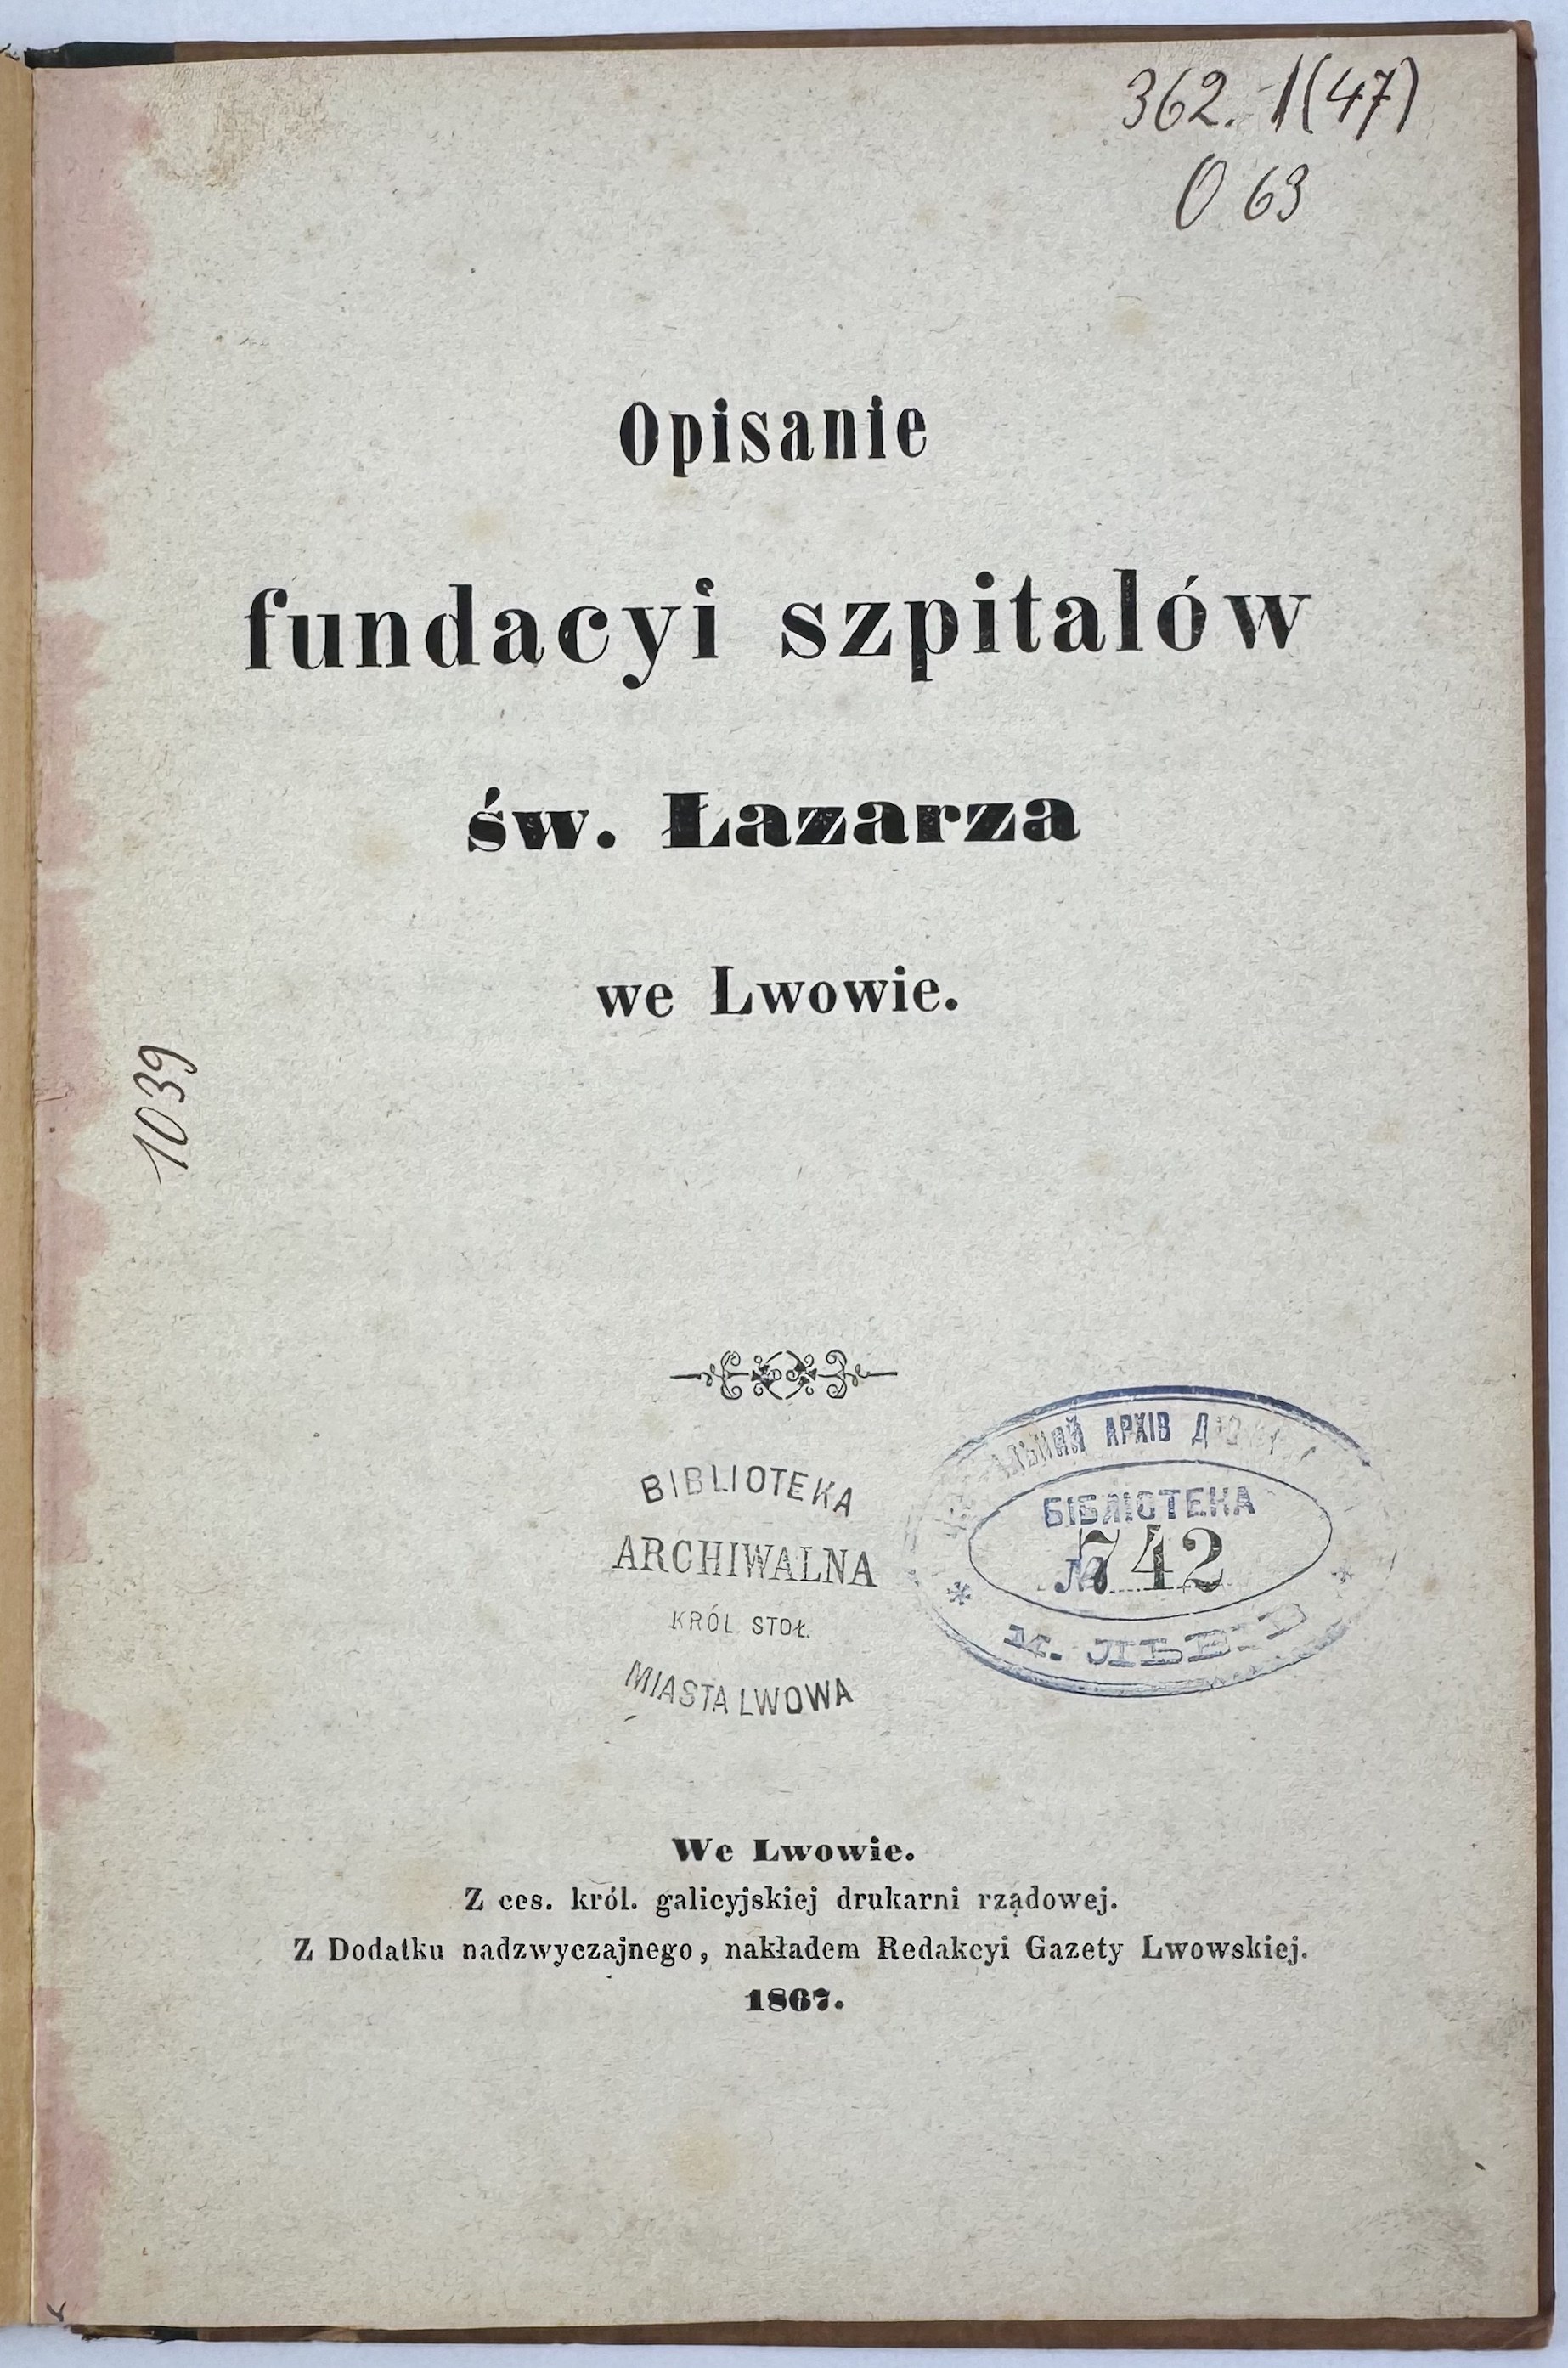 362.1(47)
О 63
Opisanie
fundacyi szpitalów
św. Łazarza
we Lwowie.
1039
BIBLIOTEKA
ARCHIWALNA
KRÓL. STOŁ.
MIASTA LWOWA
АРХІВ
БІБЛІОТЕКА
№ 742
м. ЛЬВІВ
We Lwowie.
Z ces. król. galicyjskiej drukarni rządowej.
Z Dodatku nadzwyczajnego, nakładem Redakcyi Gazety Lwowskiej.
1867.